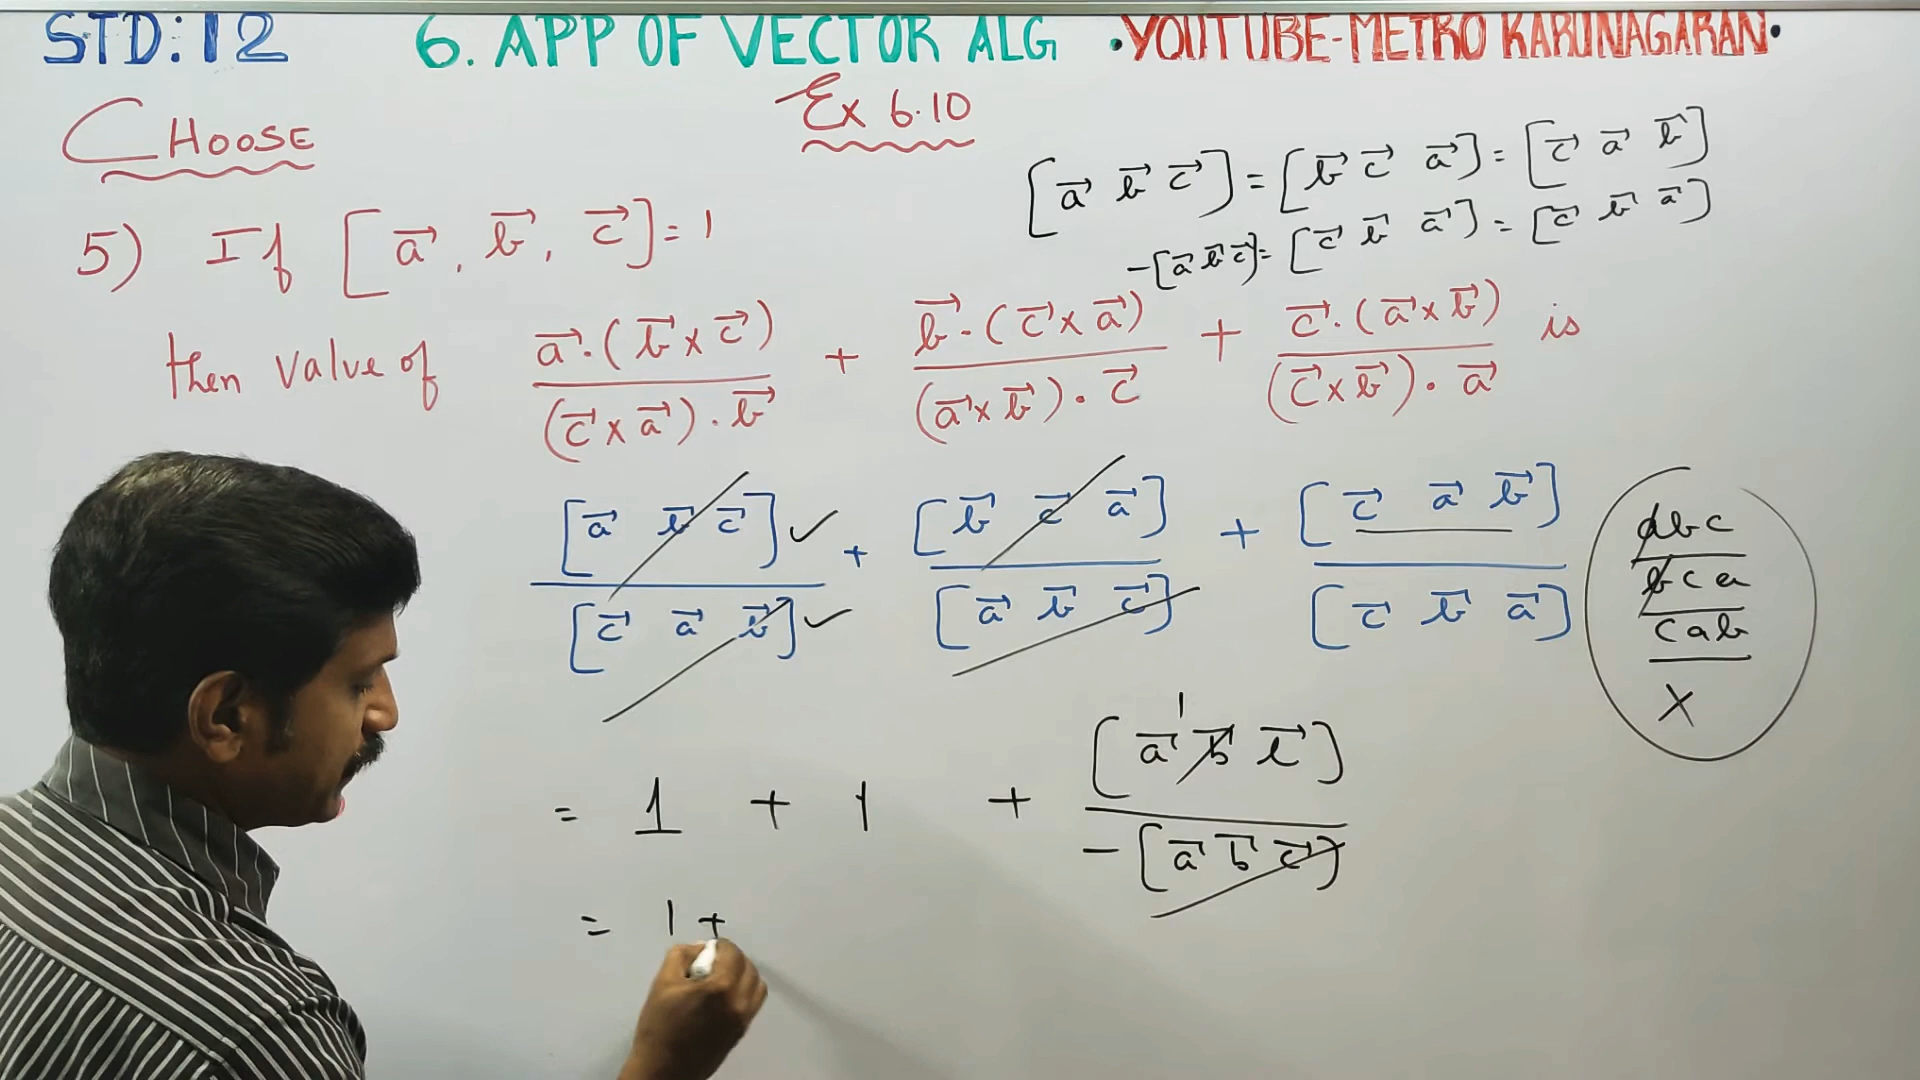 STD:12 6. APP OF VECTOR ALG •YOUTUBE-METRO KARUNAGARAN•
CHOOSE Ex 6.10
[a⃗ b⃗ c⃗] = [b⃗ c⃗ a⃗] = [c⃗ a⃗ b⃗]
-[a⃗ b⃗ c⃗] = [c⃗ b⃗ a⃗] = [c⃗ b⃗ a⃗]
5) If [a⃗, b⃗, c⃗] = 1
then value of a⃗·(b⃗×c⃗)/(c⃗×a⃗)·b⃗ + b⃗·(c⃗×a⃗)/(a⃗×b⃗)·c⃗ + c⃗·(a⃗×b⃗)/(c⃗×b⃗)·a⃗ is
[a⃗ b⃗ c⃗]✓/[c⃗ a⃗ b⃗]✓ + [b⃗ c⃗ a⃗]/[a⃗ b⃗ c⃗] + [c⃗ a⃗ b⃗]/[c⃗ b⃗ a⃗]
abc
bca
cab
X
= 1 + 1 + [a⃗ b⃗ c⃗]/-[a⃗ b⃗ c⃗]
1
= 1 +